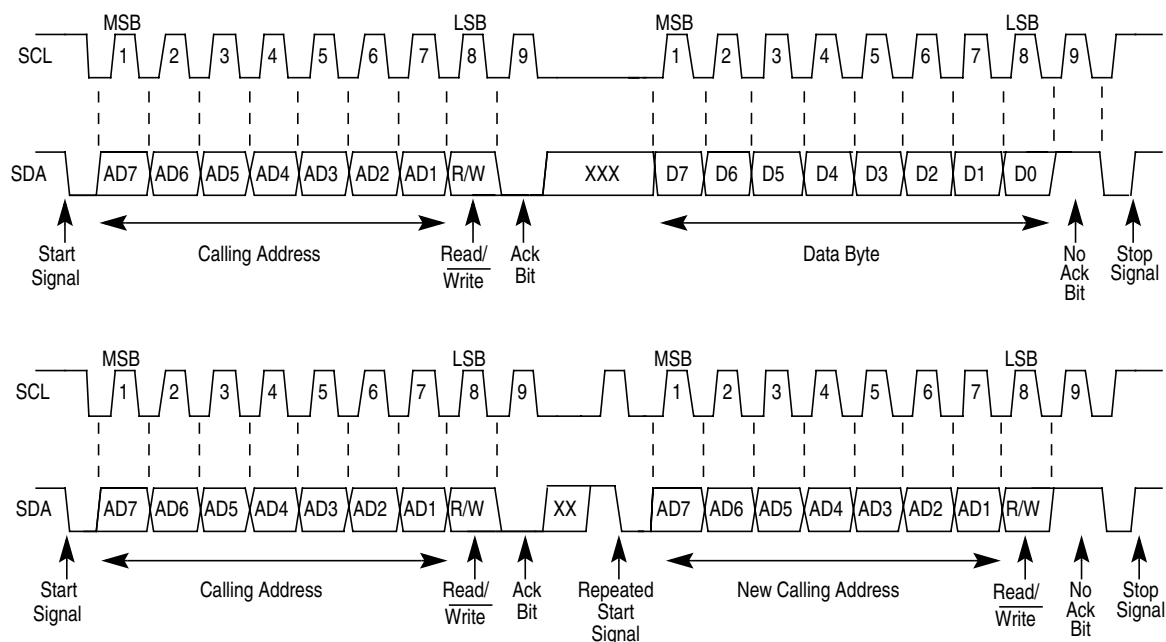 MSB LSB MSB LSB
SCL 1 2 3 4 5 6 7 8 9 1 2 3 4 5 6 7 8 9
SDA AD7 AD6 AD5 AD4 AD3 AD2 AD1 R/W XXX D7 D6 D5 D4 D3 D2 D1 D0
Start Signal
Calling Address
Read/
Write
Ack
Bit
Data Byte
No
Ack
Bit
Stop
Signal
MSB LSB MSB LSB
SCL 1 2 3 4 5 6 7 8 9 1 2 3 4 5 6 7 8 9
SDA AD7 AD6 AD5 AD4 AD3 AD2 AD1 R/W XX AD7 AD6 AD5 AD4 AD3 AD2 AD1 R/W
Start
Signal
Calling Address
Read/
Write
Ack
Bit
Repeated
Start
Signal
New Calling Address
Read/
Write
No
Ack
Bit
Stop
Signal